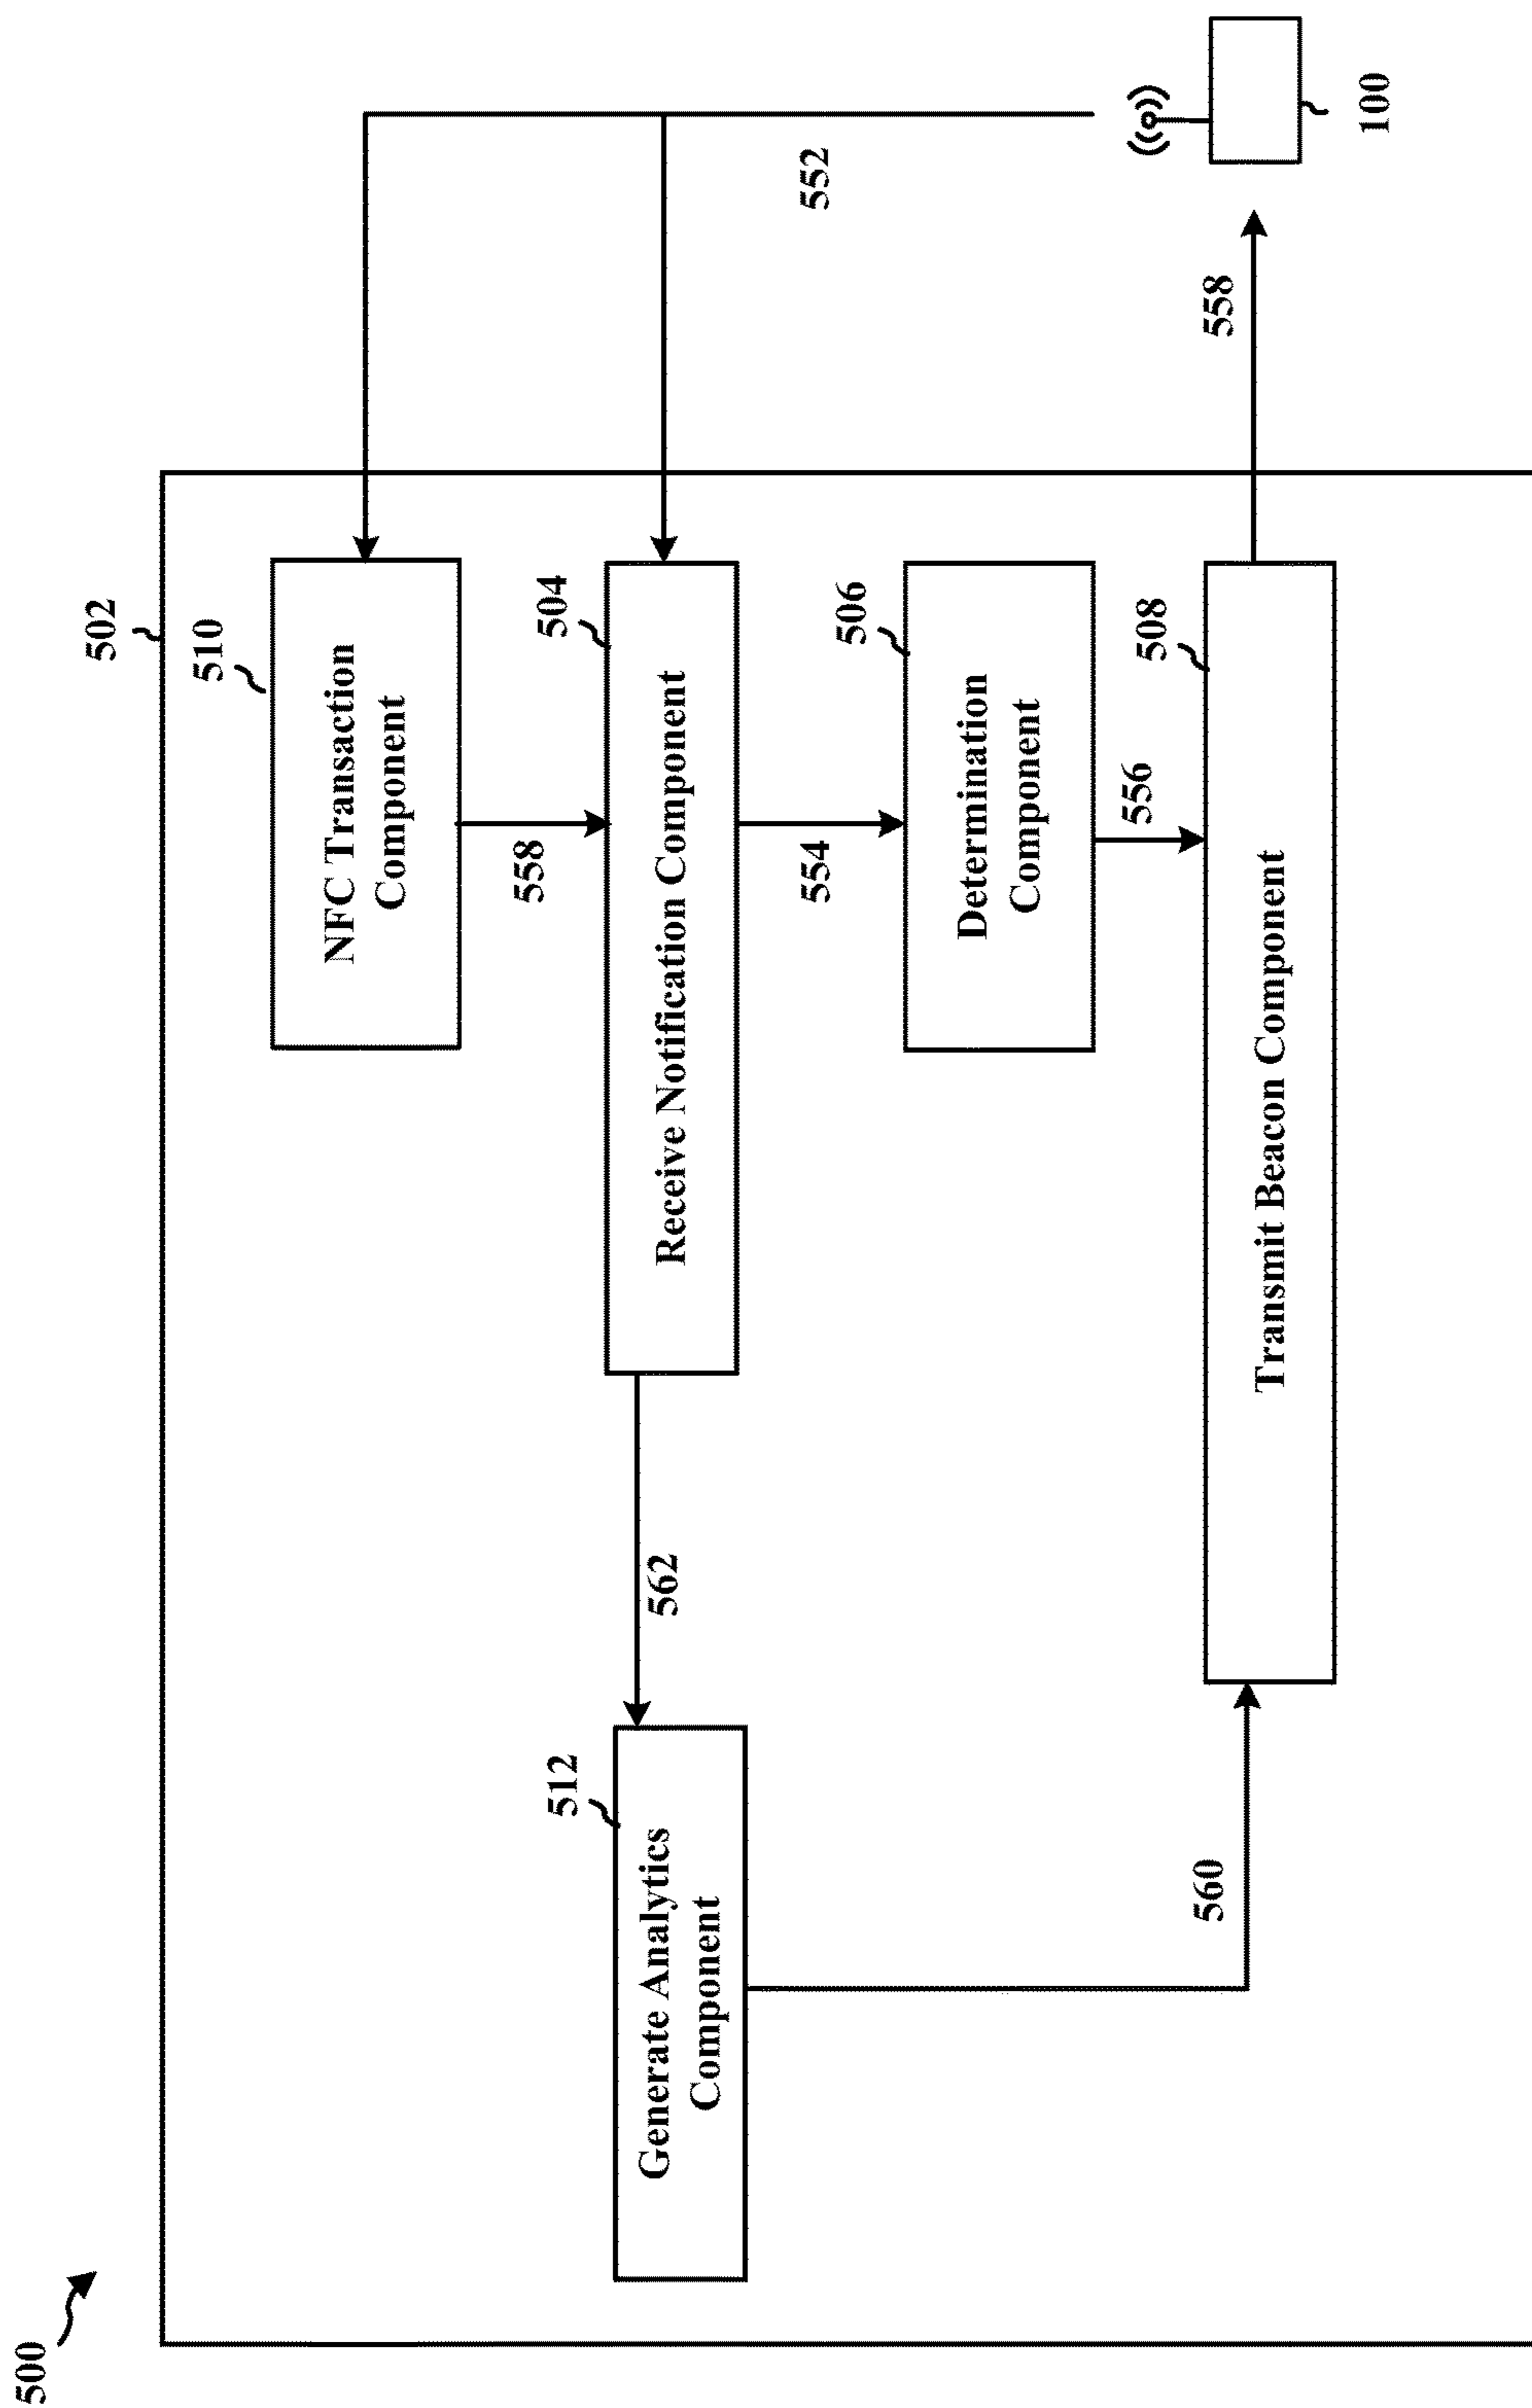 500
502
510
NFC Transaction
Component
558
504
Receive Notification Component
562
512
Generate Analytics
Component
554
506
Determination
Component
556
508
Transmit Beacon Component
560
552
558
100